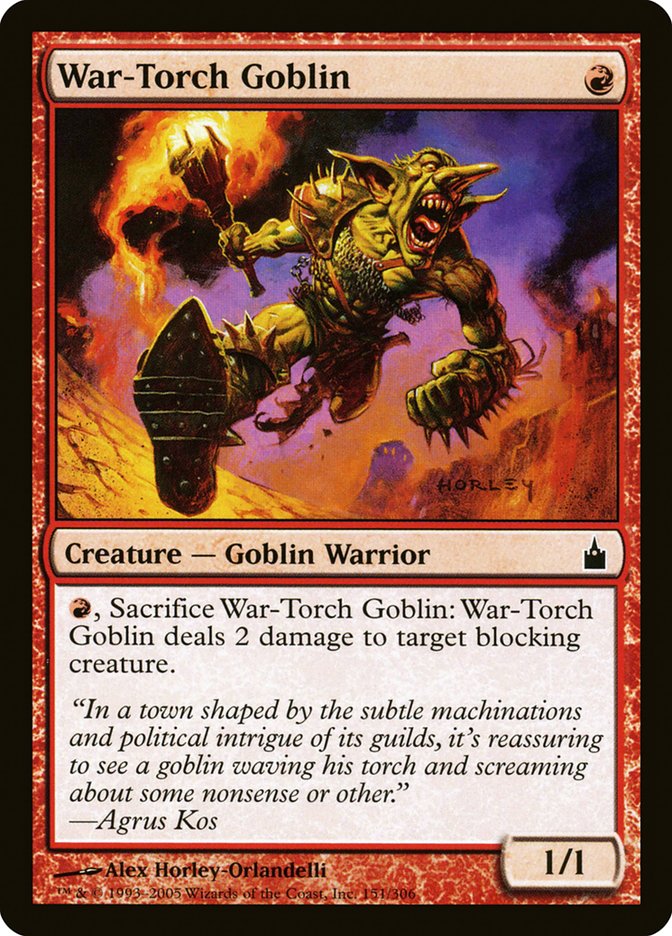 War-Torch Goblin
HORLEY
Creature — Goblin Warrior
, Sacrifice War-Torch Goblin: War-Torch
Goblin deals 2 damage to target blocking
creature.
“In a town shaped by the subtle machinations
and political intrigue of its guilds, it’s reassuring
to see a goblin waving his torch and screaming
about some nonsense or other.”
—Agrus Kos
1/1
Alex Horley-Orlandelli
™ & © 1993–2005 Wizards of the Coast, Inc. 151/306